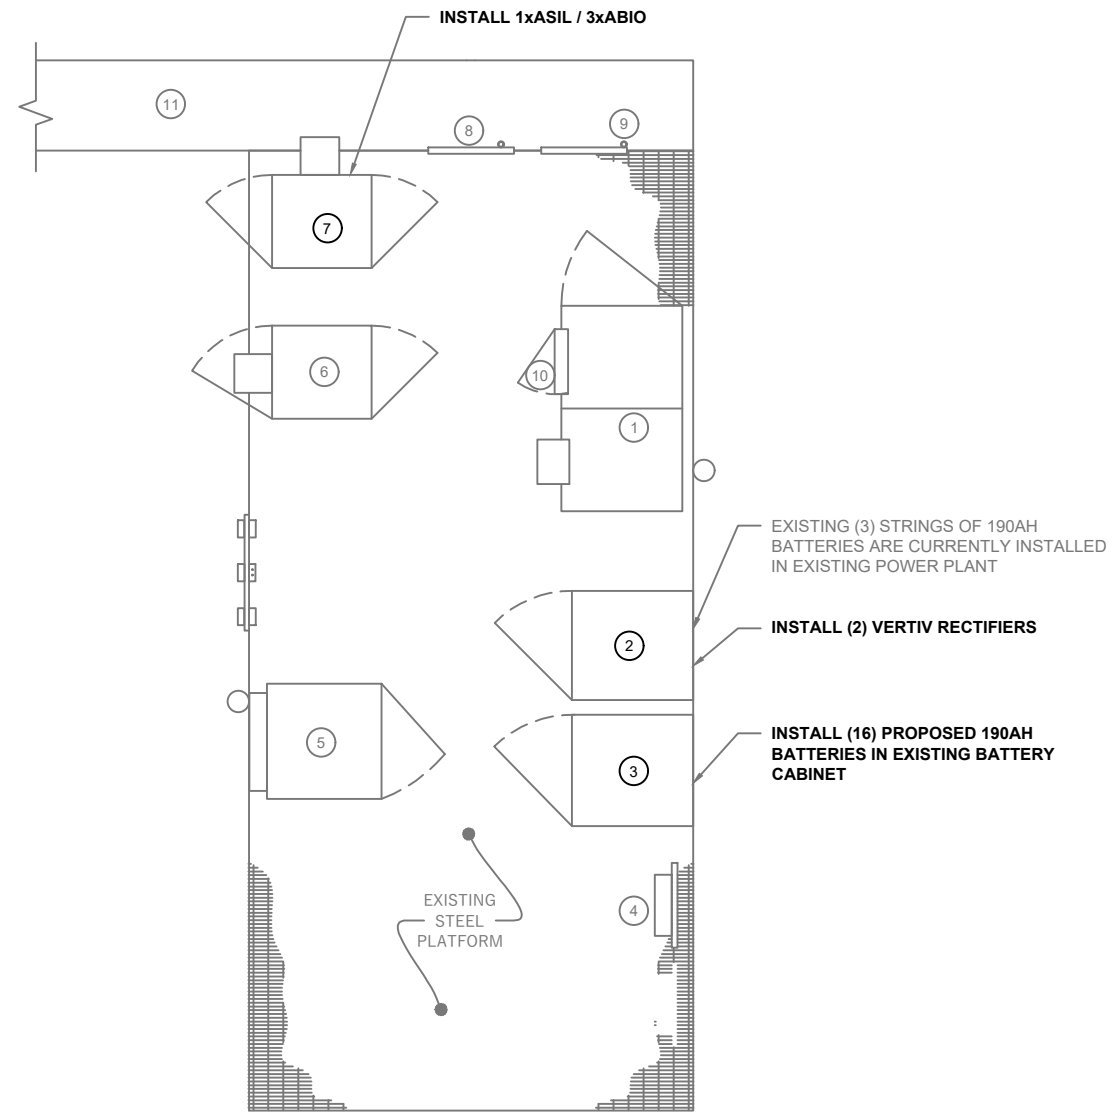 INSTALL 1xASIL / 3xABIO
11
8
9
7
6
10
1
EXISTING (3) STRINGS OF 190AH
BATTERIES ARE CURRENTLY INSTALLED
IN EXISTING POWER PLANT
INSTALL (2) VERTIV RECTIFIERS
2
INSTALL (16) PROPOSED 190AH
BATTERIES IN EXISTING BATTERY
CABINET
5
3
EXISTING
STEEL
PLATFORM
4